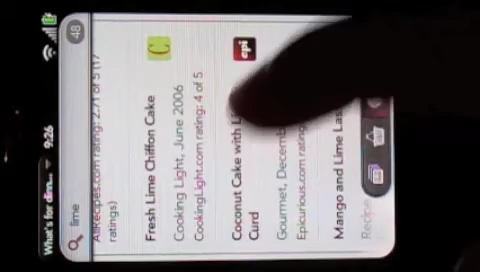 What's for din... 9:26
lime 48
AllRecipes.com rating: 2.71 of 5 (17
ratings)
Fresh Lime Chiffon Cake
Cooking Light, June 2006
CookingLight.com rating: 4 of 5
C
Coconut Cake with
Curd
Gourmet, Decemb
Epicurious.com rating
epi
Mango and Lime Las
Recipe